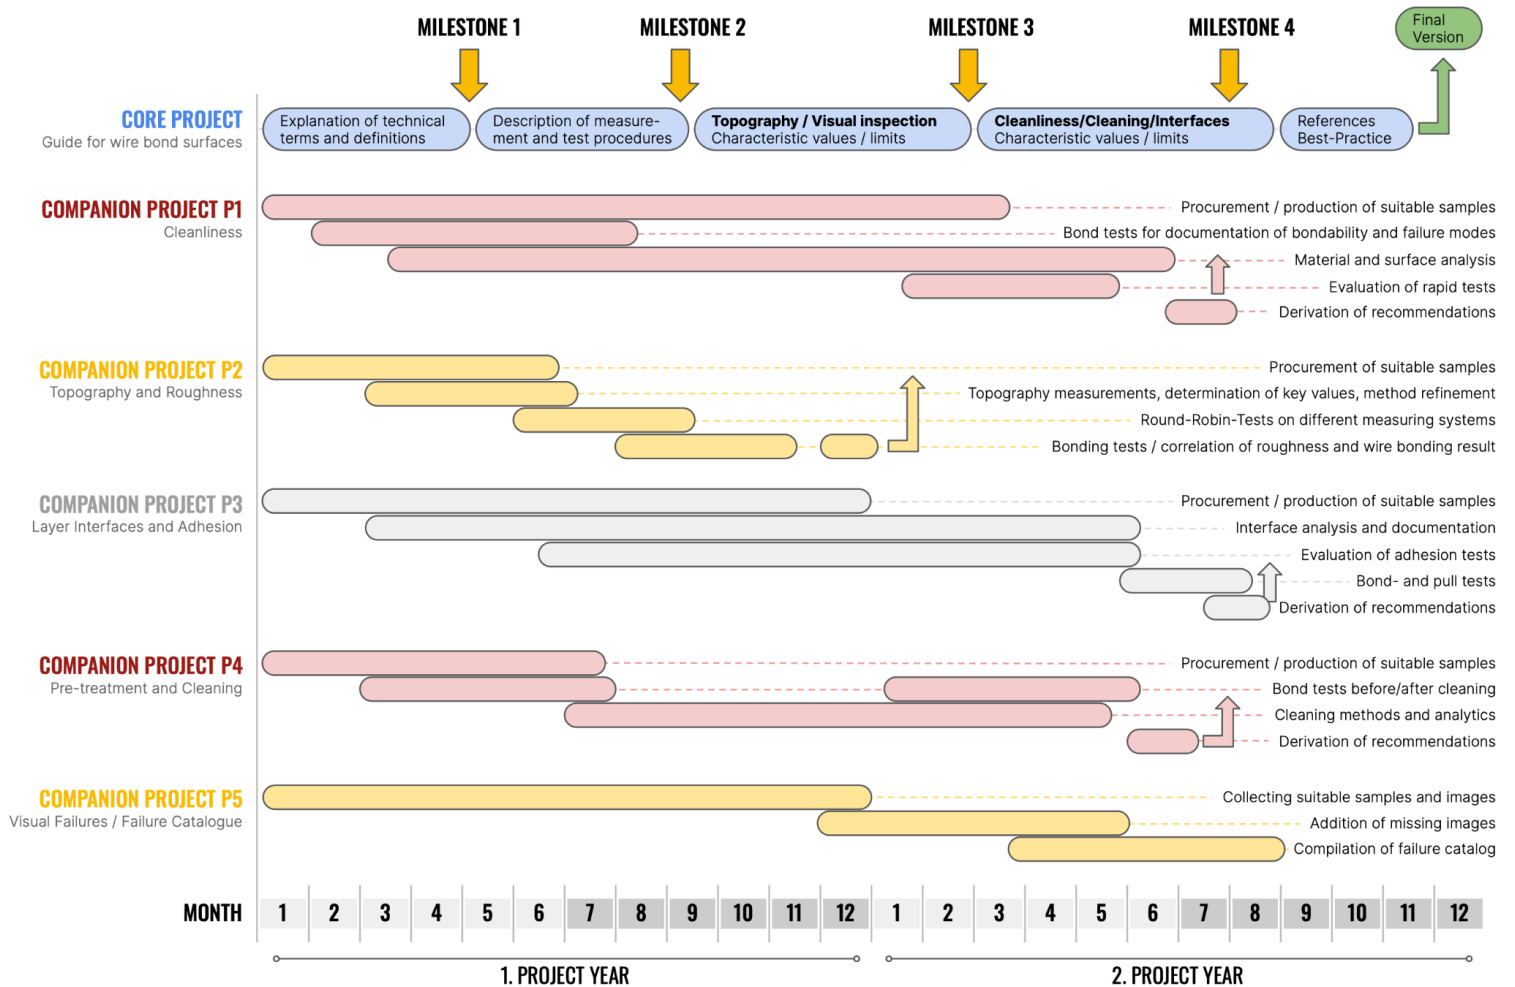 MILESTONE 1
MILESTONE 2
MILESTONE 3
MILESTONE 4
Final
Version
CORE PROJECT
Guide for wire bond surfaces
Explanation of technical
terms and definitions
Description of measure-
ment and test procedures
Topography / Visual inspection
Characteristic values / limits
Cleanliness/Cleaning/Interfaces
Characteristic values / limits
References
Best-Practice
COMPANION PROJECT P1
Cleanliness
Procurement / production of suitable samples
Bond tests for documentation of bondability and failure modes
Material and surface analysis
Evaluation of rapid tests
Derivation of recommendations
COMPANION PROJECT P2
Topography and Roughness
Procurement of suitable samples
Topography measurements, determination of key values, method refinement
Round-Robin-Tests on different measuring systems
Bonding tests / correlation of roughness and wire bonding result
COMPANION PROJECT P3
Layer Interfaces and Adhesion
Procurement / production of suitable samples
Interface analysis and documentation
Evaluation of adhesion tests
Bond- and pull tests
Derivation of recommendations
COMPANION PROJECT P4
Pre-treatment and Cleaning
Procurement / production of suitable samples
Bond tests before/after cleaning
Cleaning methods and analytics
Derivation of recommendations
COMPANION PROJECT P5
Visual Failures / Failure Catalogue
Collecting suitable samples and images
Addition of missing images
Compilation of failure catalog
MONTH 1 2 3 4 5 6 7 8 9 10 11 12 1 2 3 4 5 6 7 8 9 10 11 12
1. PROJECT YEAR
2. PROJECT YEAR